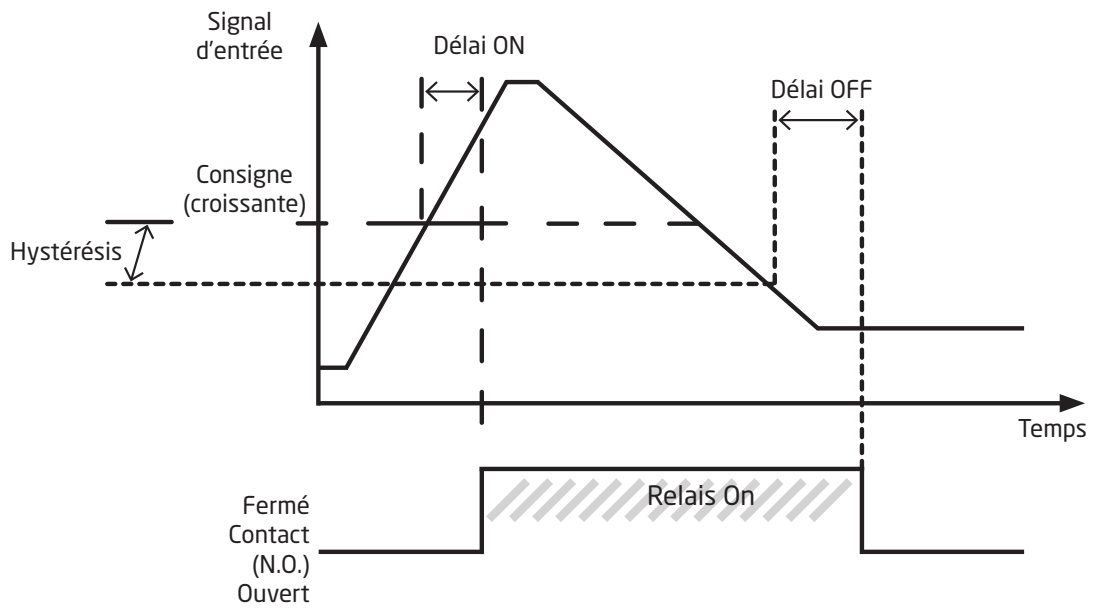 Signal
d'entrée
Délai ON
Délai OFF
Consigne
(croissante)
Hystérésis
Temps
Relais On
Fermé
Contact
(N.O.)
Ouvert